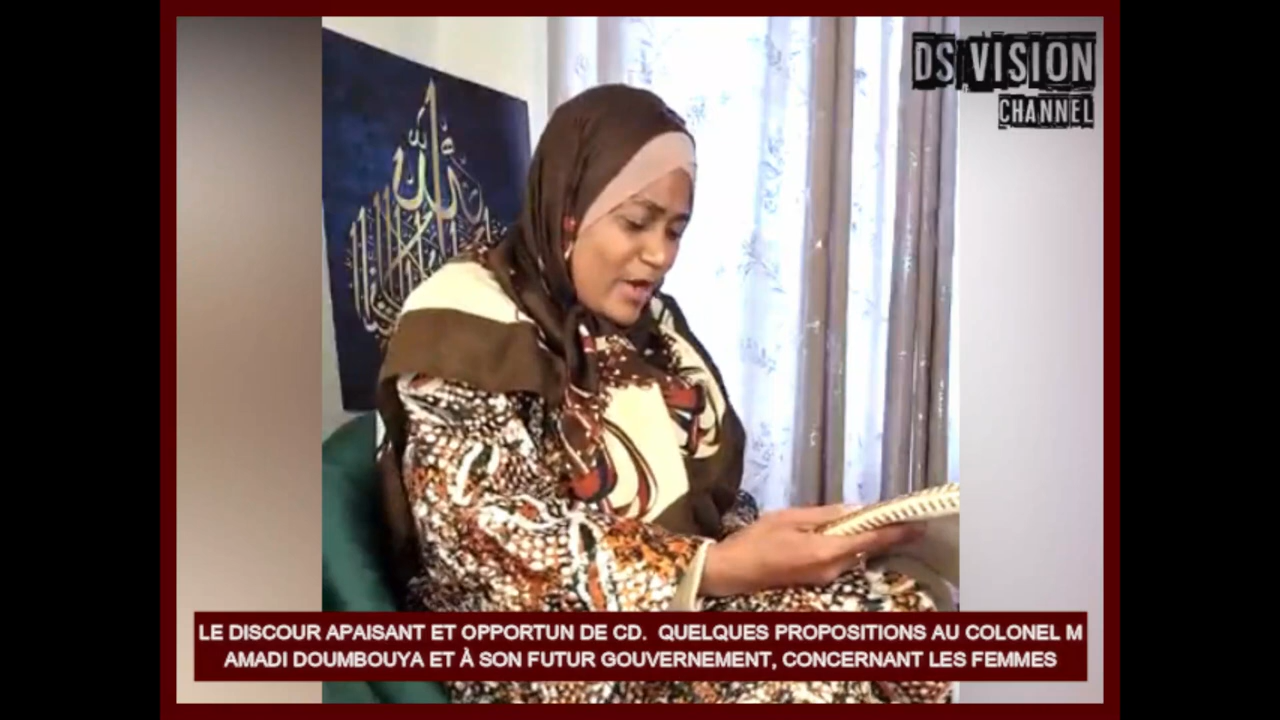 DS VISION
CHANNEL
LE DISCOUR APAISANT ET OPPORTUN DE CD. QUELQUES PROPOSITIONS AU COLONEL M
AMADI DOUMBOUYA ET À SON FUTUR GOUVERNEMENT, CONCERNANT LES FEMMES